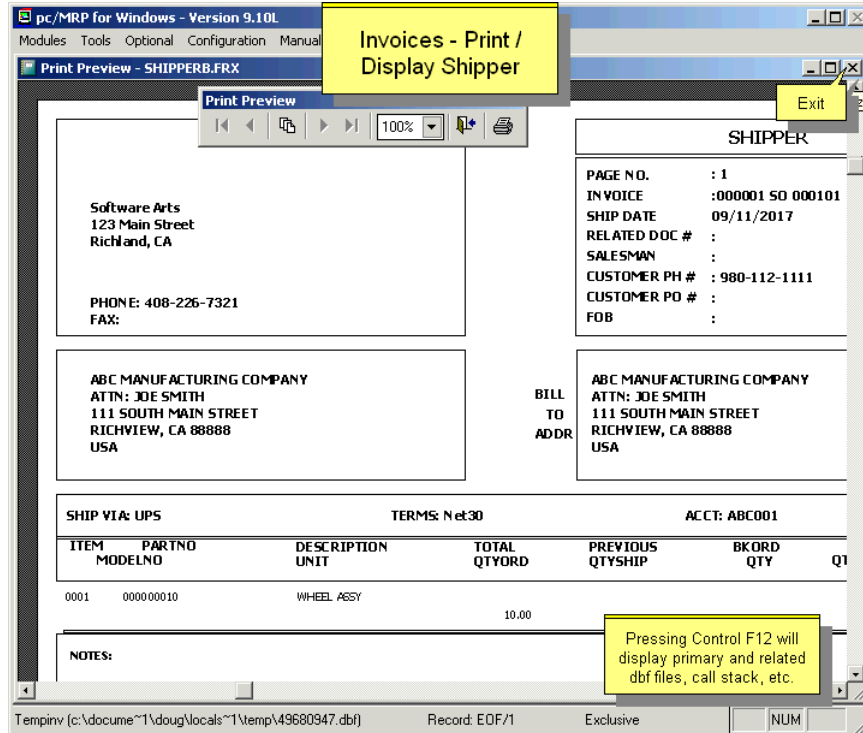 pc/MRP for Windows - Version 9.10L
Modules Tools Optional Configuration Manual
Invoices - Print /
Display Shipper
Print Preview - SHIPPERB.FRX
Exit
Print Preview
100%
SHIPPER
PAGE NO. : 1
INVOICE :000001 SO 000101
SHIP DATE 09/11/2017
RELATED DOC # :
SALESMAN :
CUSTOMER PH # : 980-112-1111
CUSTOMER PO # :
FOB :
Software Arts
123 Main Street
Richland, CA
PHONE: 408-226-7321
FAX:
ABC MANUFACTURING COMPANY
ATTN: JOE SMITH
111 SOUTH MAIN STREET
RICHVIEW, CA 88888
USA
BILL
TO
ADDR
ABC MANUFACTURING COMPANY
ATTN: JOE SMITH
111 SOUTH MAIN STREET
RICHVIEW, CA 88888
USA
SHIP VIA: UPS TERMS: Net30 ACCT: ABC001
ITEM PARTNO DESCRIPTION TOTAL PREVIOUS BKORD
MODELNO UNIT QTYORD QTYSHIP QTY QT
0001 000000010 WHEEL ASSY
10.00
NOTES:
Pressing Control F12 will
display primary and related
dbf files, call stack, etc.
Tempinv (c:\docume~1\doug\locals~1\temp\49680947.dbf) Record: EOF/1 Exclusive NUM